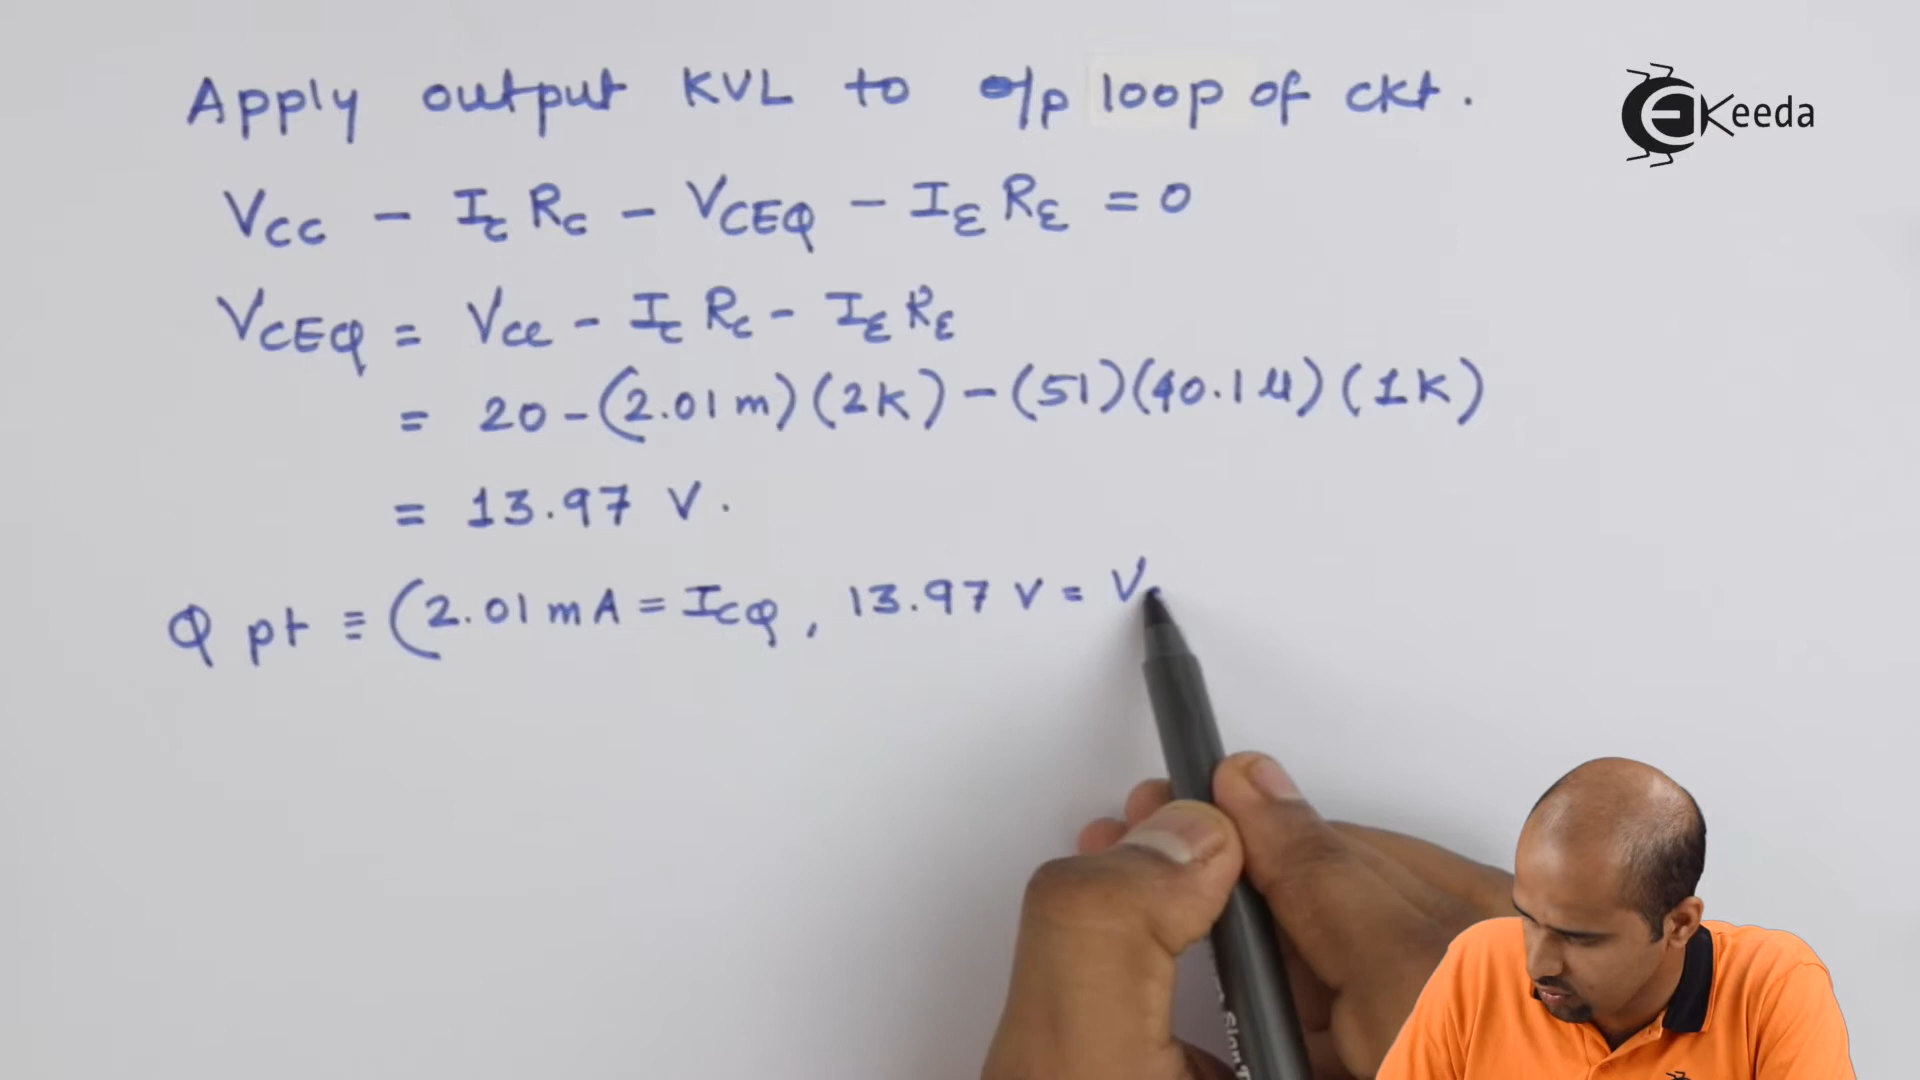 Apply output KVL to o/p loop of ckt.
EKeeda
VCC - IC RC - VCEQ - IE RE = 0
VCEQ = VCC - IC RC - IE RE
= 20 - (2.01 m) (2K) - (51) (40.1 μ) (1K)
= 13.97 V.
Q pt ≡ (2.01 mA = ICQ, 13.97 V = V